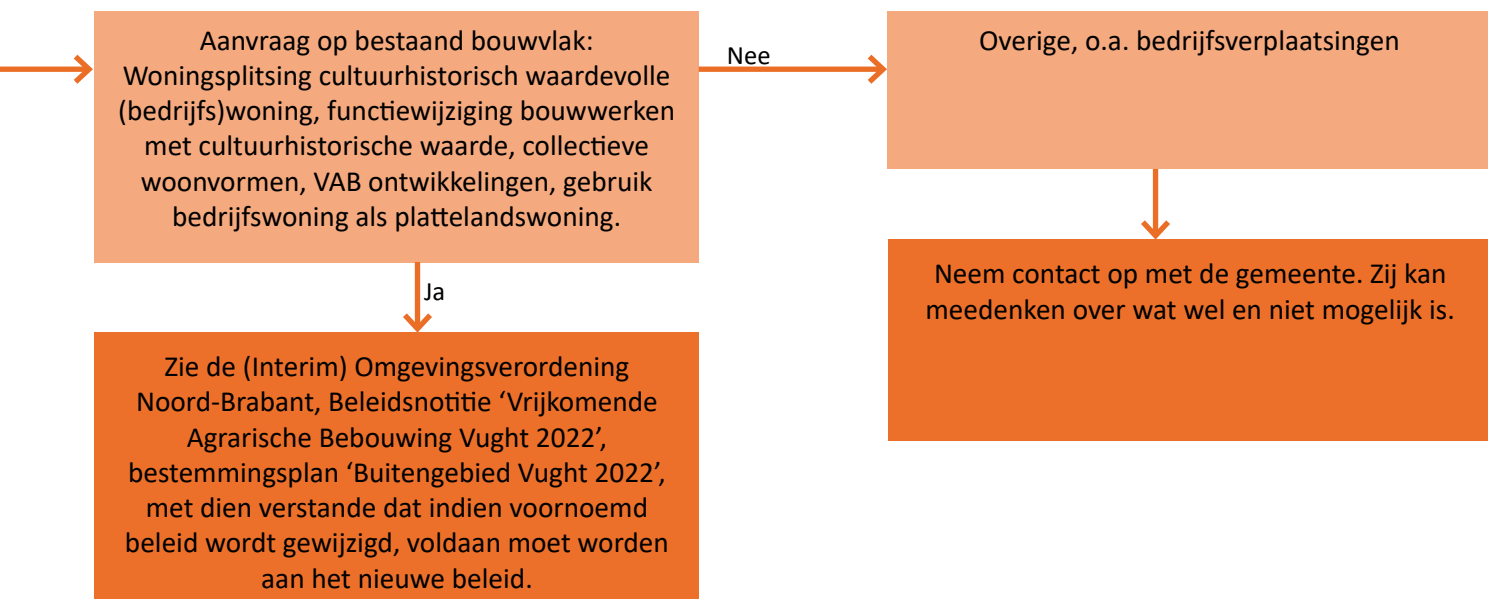 Aanvraag op bestaand bouwvlak:
Woningsplitsing cultuurhistorisch waardevolle
(bedrijfs)woning, functiewijziging bouwwerken
met cultuurhistorische waarde, collectieve
woonvormen, VAB ontwikkelingen, gebruik
bedrijfswoning als plattelandswoning.
Nee
Overige, o.a. bedrijfsverplaatsingen
Ja
Zie de (Interim) Omgevingsverordening
Noord-Brabant, Beleidsnotitie ‘Vrijkomende
Agrarische Bebouwing Vught 2022’,
bestemmingsplan ‘Buitengebied Vught 2022’,
met dien verstande dat indien voornoemd
beleid wordt gewijzigd, voldaan moet worden
aan het nieuwe beleid.
Neem contact op met de gemeente. Zij kan
meedenken over wat wel en niet mogelijk is.